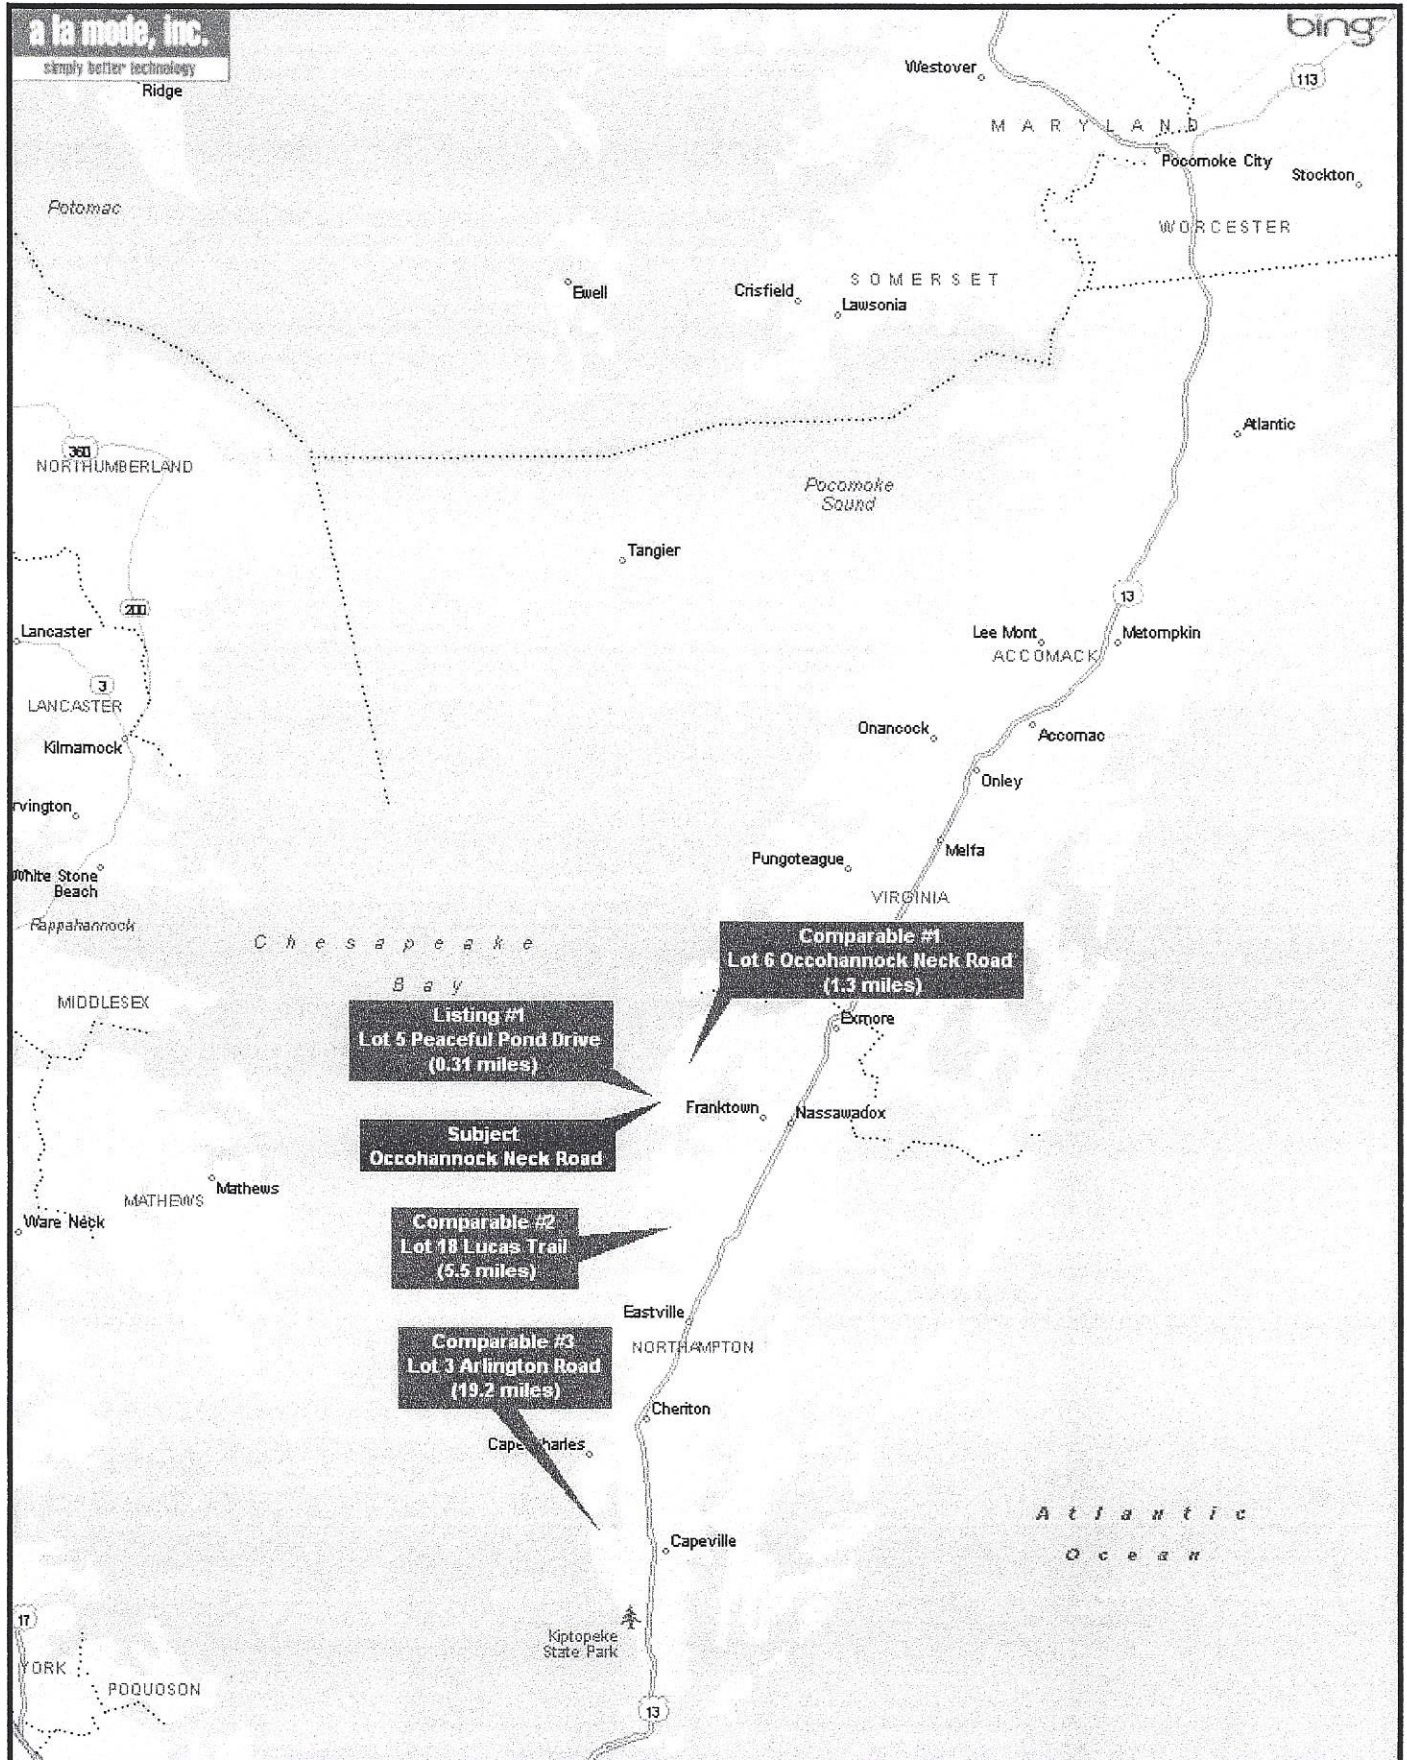 a la mode, inc.
simply better technology
bing
Ridge
Westover
113
MARYLAND
Pocomoke City
Stockton
Potomac
WORCESTER
SOMERSET
Ewell
Crisfield
Lawsonia
Atlantic
360
NORTHUMBERLAND
Pocomoke
Sound
Tangier
13
200
Lancaster
Lee Mont
Metompkin
ACCOMACK
3
LANCASTER
Onancock
Accomac
Kilmarnock
Onley
rvington
Melfa
Pungoteague
White Stone
Beach
VIRGINIA
Rappahannock
Chesapeake
Bay
Comparable #1
Lot 6 Occohannock Neck Road
(1.3 miles)
MIDDLESEX
Listing #1
Lot 5 Peaceful Pond Drive
(0.31 miles)
Exmore
Franktown
Nassawadox
Subject
Occohannock Neck Road
Mathews
MATHEWS
Ware Neck
Comparable #2
Lot 18 Lucas Trail
(5.5 miles)
Eastville
NORTHAMPTON
Comparable #3
Lot 3 Arlington Road
(19.2 miles)
Cheriton
Cape Charles
Atlantic
Ocean
Capeville
17
Kiptopeke
State Park
YORK
POQUOSON
13